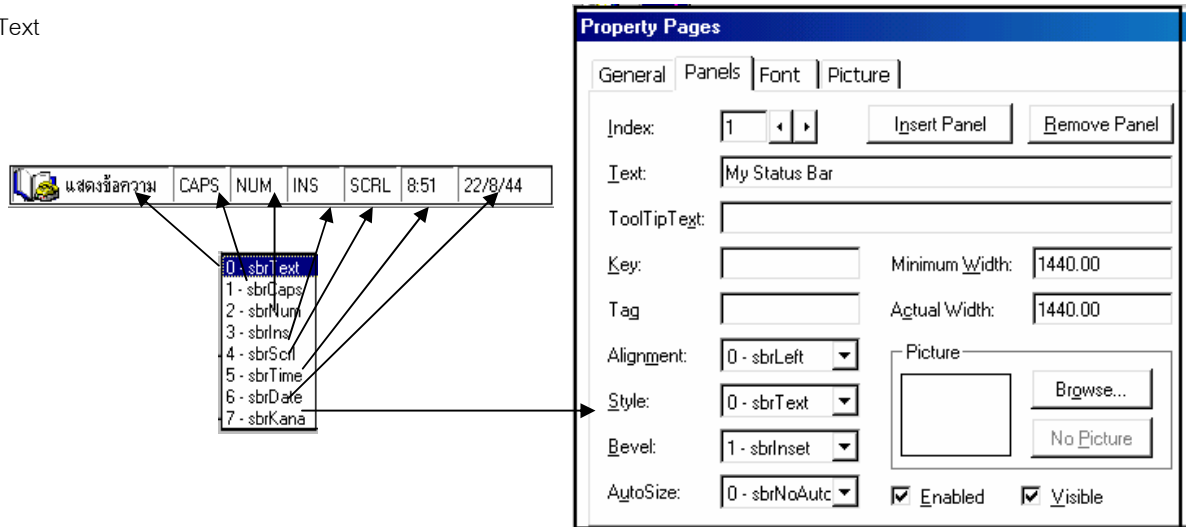 Text
แสดงข้อความ CAPS NUM INS SCRL 8:51 22/8/44
0 - sbrText
1 - sbrCaps
2 - sbrNum
3 - sbrIns
4 - sbrScrl
5 - sbrTime
6 - sbrDate
7 - sbrKana
Property Pages
General Panels Font Picture
Index: 1 Insert Panel Remove Panel
Text: My Status Bar
ToolTipText:
Key: Minimum Width: 1440.00
Tag Actual Width: 1440.00
Alignment: 0 - sbrLeft Picture
Style: 0 - sbrText Browse...
Bevel: 1 - sbrInset No Picture
AutoSize: 0 - sbrNoAuto Enabled Visible